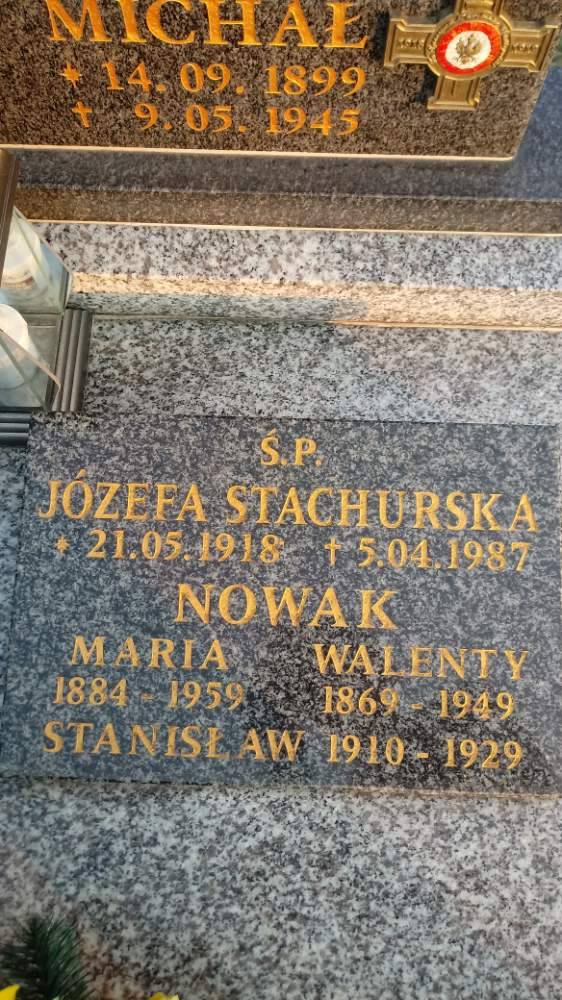 MICHAŁ
* 14. 09. 1899
† 9. 05. 1945
Ś.P.
JÓZEFA STACHURSKA
* 21.05.1918 † 5.04.1987
NOWAK
MARIA WALENTY
1884 - 1959 1869 - 1949
STANISŁAW 1910 - 1929